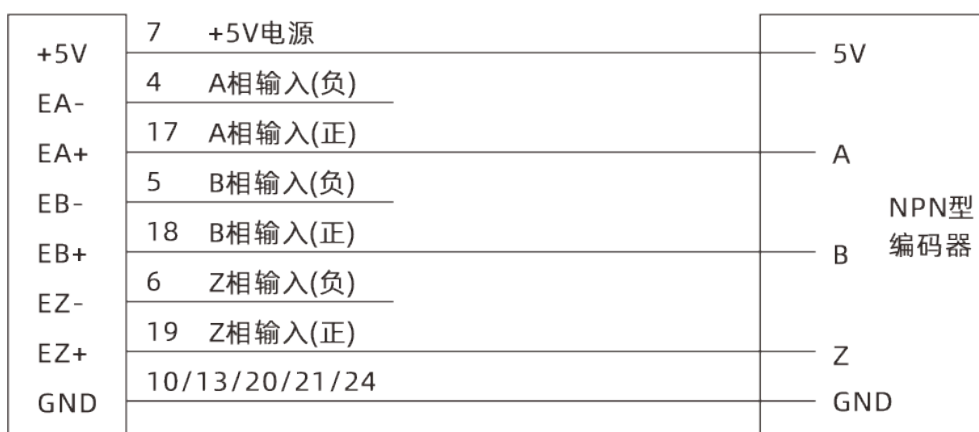 +5V 7 +5V电源 5V
EA- 4 A相输入(负)
EA+ 17 A相输入(正) A
EB- 5 B相输入(负)
EB+ 18 B相输入(正) B
EZ- 6 Z相输入(负)
EZ+ 19 Z相输入(正) Z
GND 10/13/20/21/24 GND
NPN型
编码器